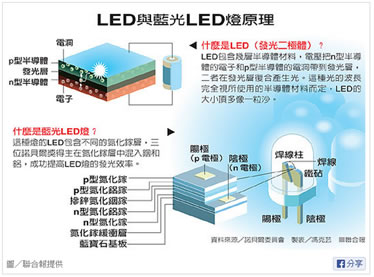 LED與藍光LED燈原理
什麼是LED(發光二極體)?
LED包含幾層半導體材料，電壓把n型半導
體的電子和p型半導體的電洞帶到發光層，
二者在發光層復合產生光。這種光的波長
完全視所使用的半導體材料而定，LED的
大小頂多像一粒沙。
電洞
p型半導體
發光層
n型半導體
電子
什麼是藍光LED燈?
這種燈的LED包含不同的氮化鎵層，三
位諾貝爾獎得主在氮化鎵層中混入銦和
鋁，成功提高LED燈的發光效率。
p型氮化鎵
p型氮化鋁鎵
摻鋅氮化銦鎵
n型氮化鋁鎵
n型氮化鎵
氮化鎵緩衝層
藍寶石基板
陽極
(p電極)
陰極
(n電極)
焊線柱
焊線
鐵砧
陽極
陰極
資料來源／諾貝爾委員會 製表／馮克芸 聯合報
圖／聯合報提供
分享